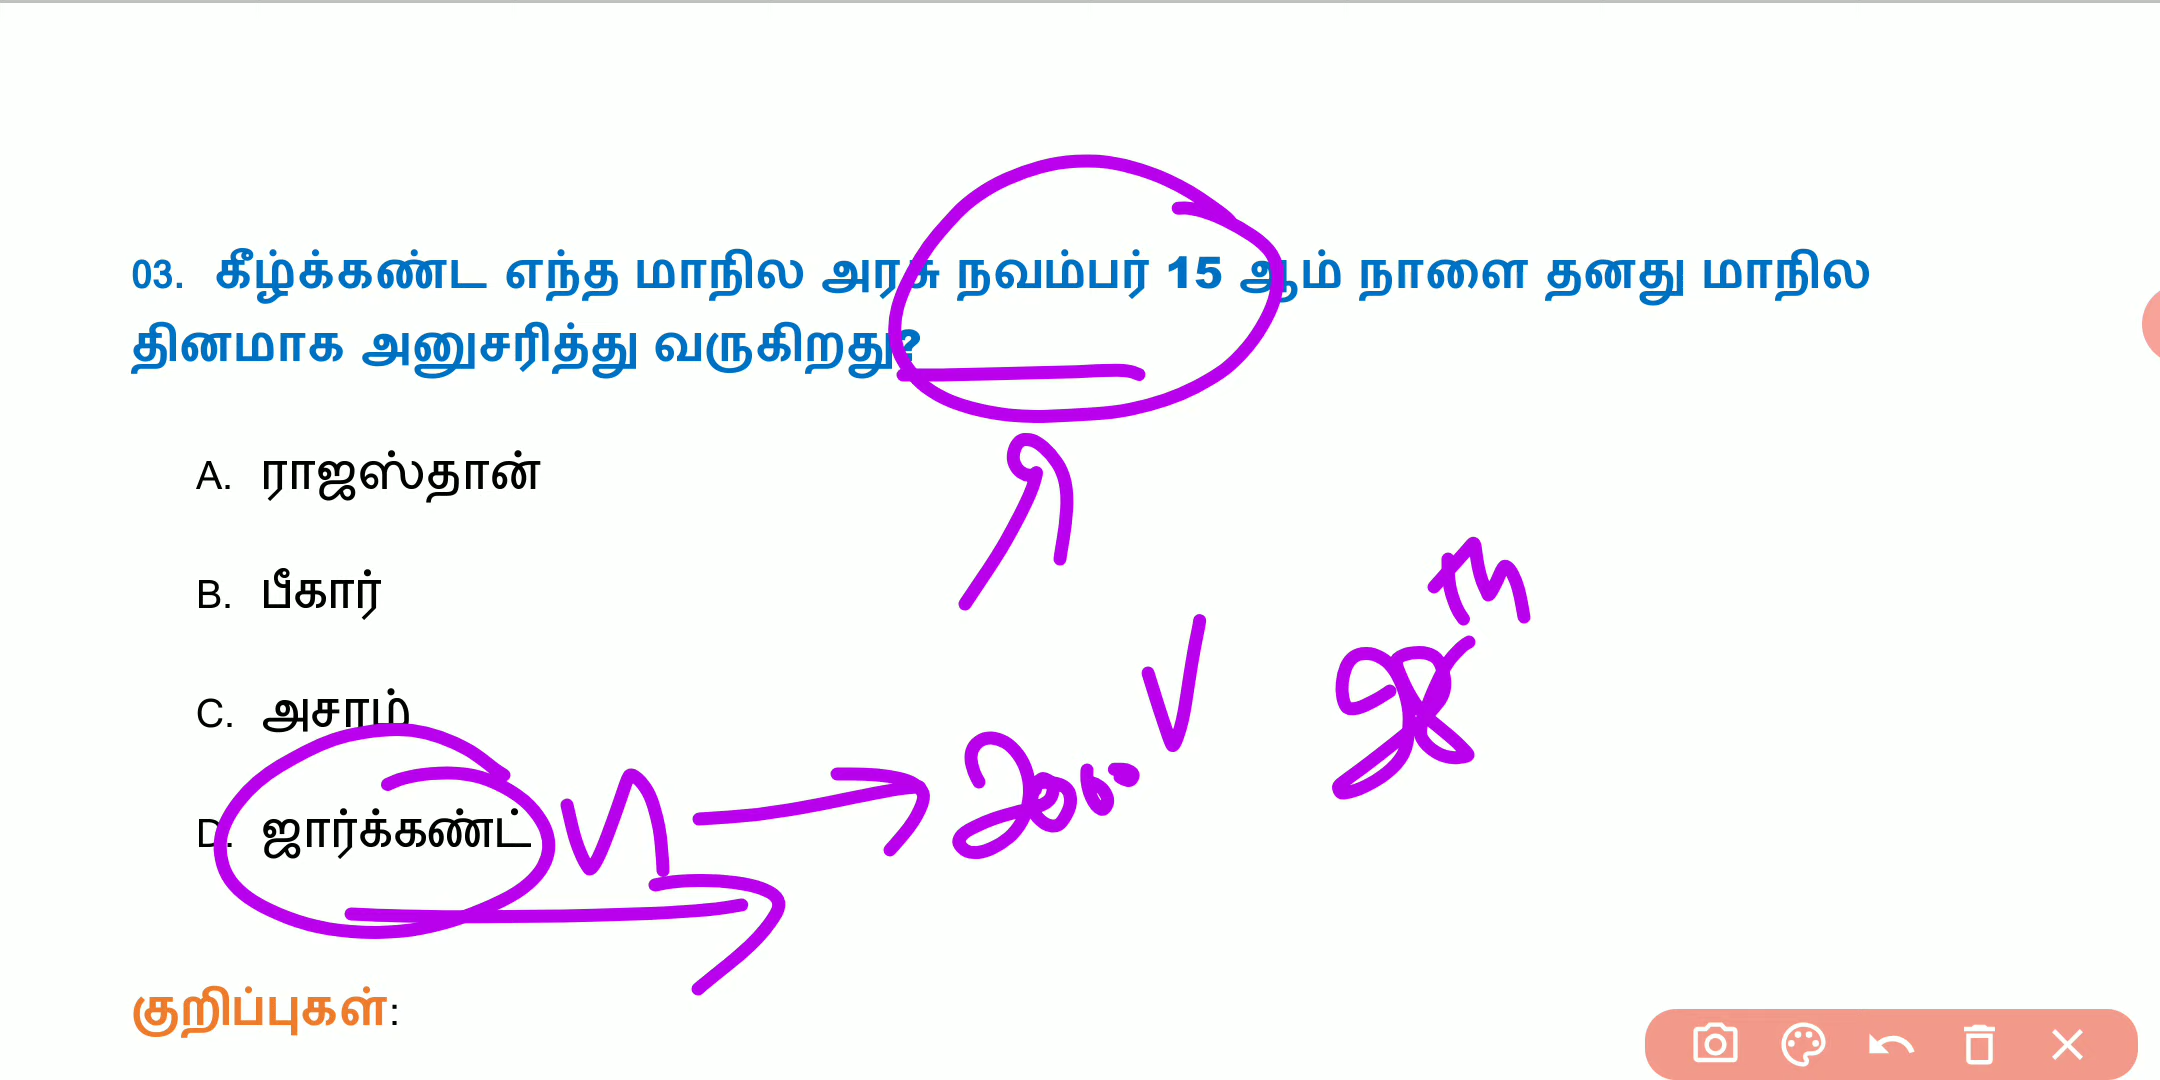 03. கீழ்க்கண்ட எந்த மாநில அரசு நவம்பர் 15 ஆம் நாளை தனது மாநில
தினமாக அனுசரித்து வருகிறது?
A. ராஜஸ்தான்
B. பீகார்
C. அசாம்
D. ஜார்க்கண்ட்
குறிப்புகள்: